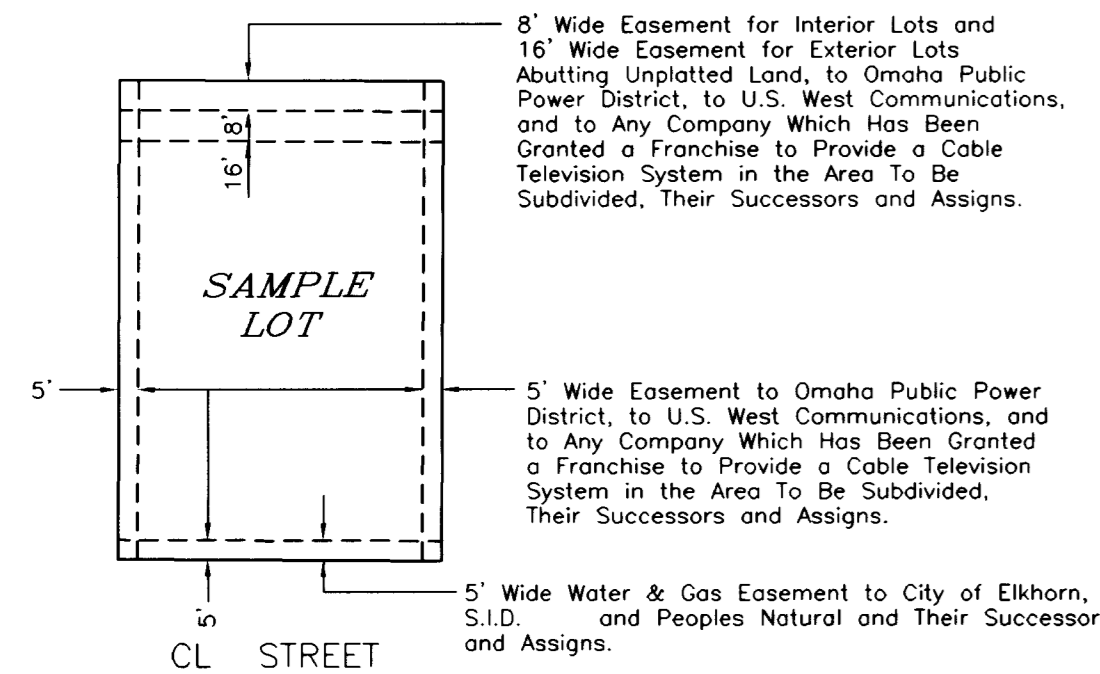 8' Wide Easement for Interior Lots and
16' Wide Easement for Exterior Lots
Abutting Unplatted Land, to Omaha Public
Power District, to U.S. West Communications,
and to Any Company Which Has Been
Granted a Franchise to Provide a Cable
Television System in the Area To Be
Subdivided, Their Successors and Assigns.
8'
16'
SAMPLE
LOT
5'
5' Wide Easement to Omaha Public Power
District, to U.S. West Communications, and
to Any Company Which Has Been Granted
a Franchise to Provide a Cable Television
System in the Area To Be Subdivided,
Their Successors and Assigns.
5' Wide Water & Gas Easement to City of Elkhorn,
S.I.D. and Peoples Natural and Their Successor
and Assigns.
5'
CL STREET